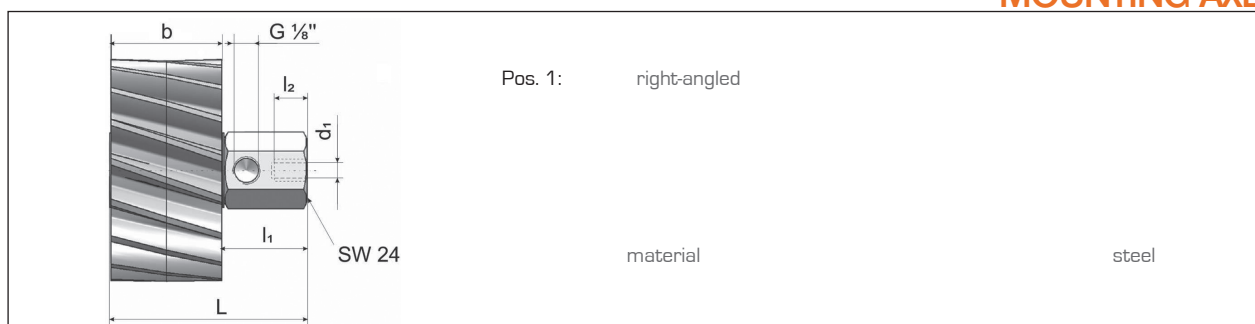 MOUNTING AXL
b
G ⅛"
Pos. 1: right-angled
l₂
d₁
l₁
SW 24
material steel
L